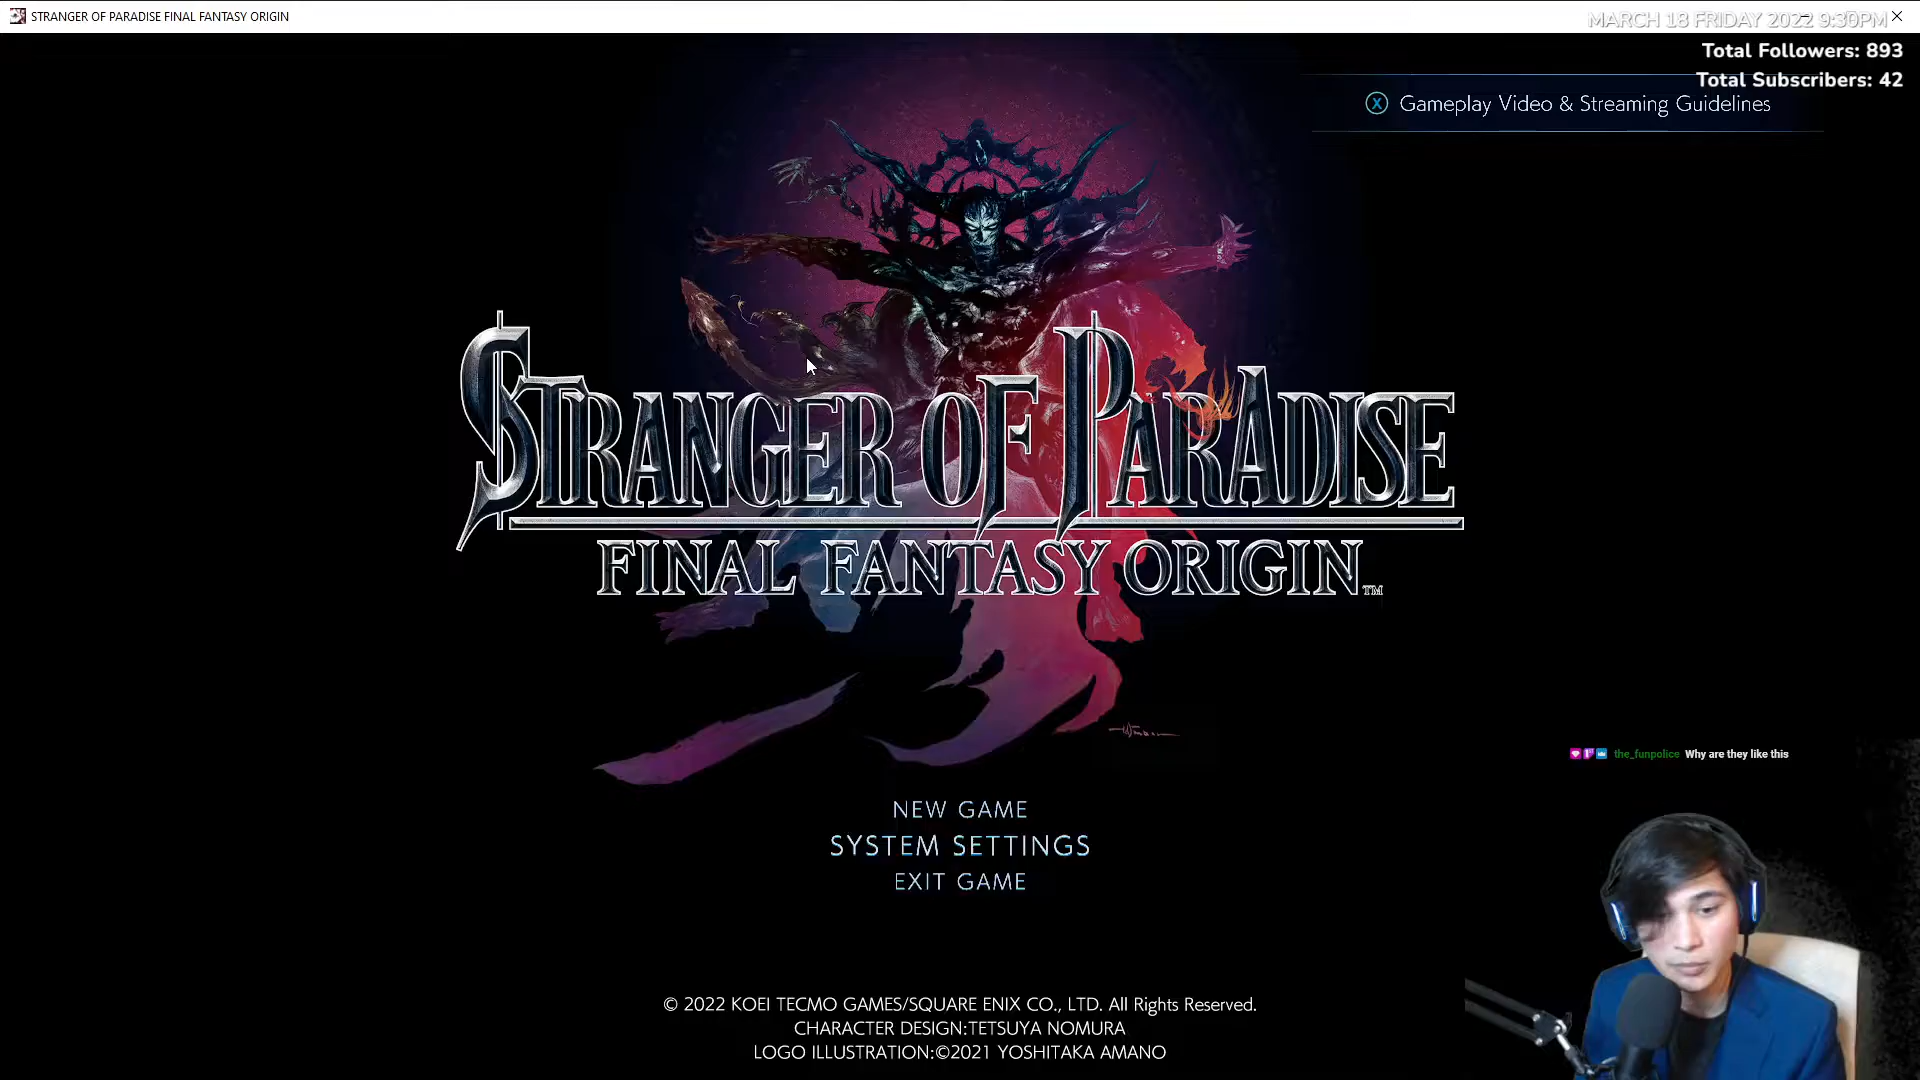 STRANGER OF PARADISE FINAL FANTASY ORIGIN
MARCH 18 FRIDAY 2022 9:30PM
Total Followers: 893
Total Subscribers: 42
X Gameplay Video & Streaming Guidelines
STRANGER OF PARADISE
FINAL FANTASY ORIGIN™
the_funpolice Why are they like this
NEW GAME
SYSTEM SETTINGS
EXIT GAME
© 2022 KOEI TECMO GAMES/SQUARE ENIX CO., LTD. All Rights Reserved.
CHARACTER DESIGN:TETSUYA NOMURA
LOGO ILLUSTRATION:©2021 YOSHITAKA AMANO